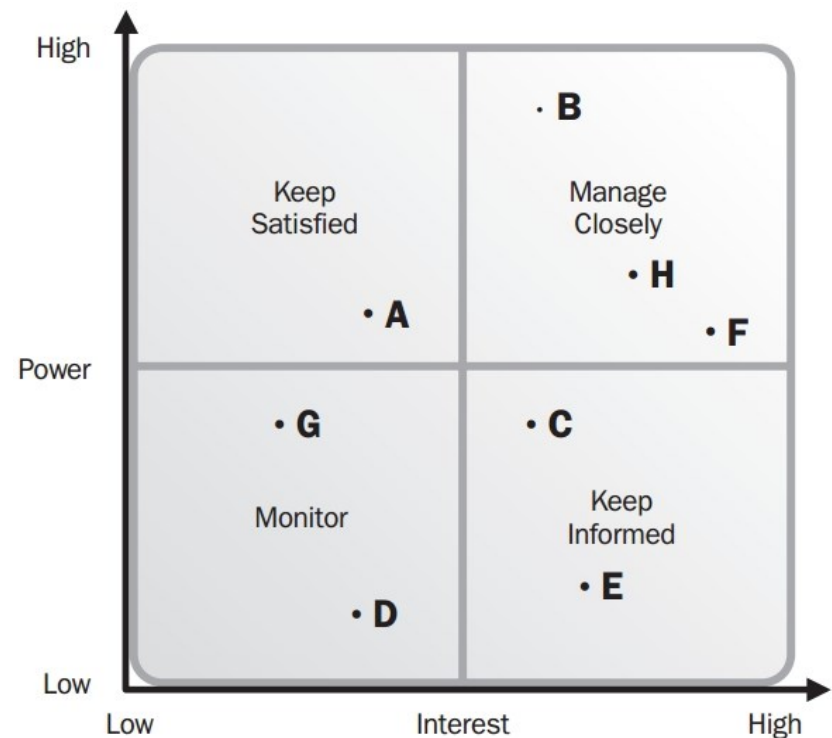 High
B
Keep
Satisfied
Manage
Closely
H
A
F
Power
G
C
Monitor
Keep
Informed
E
D
Low
Low
Interest
High